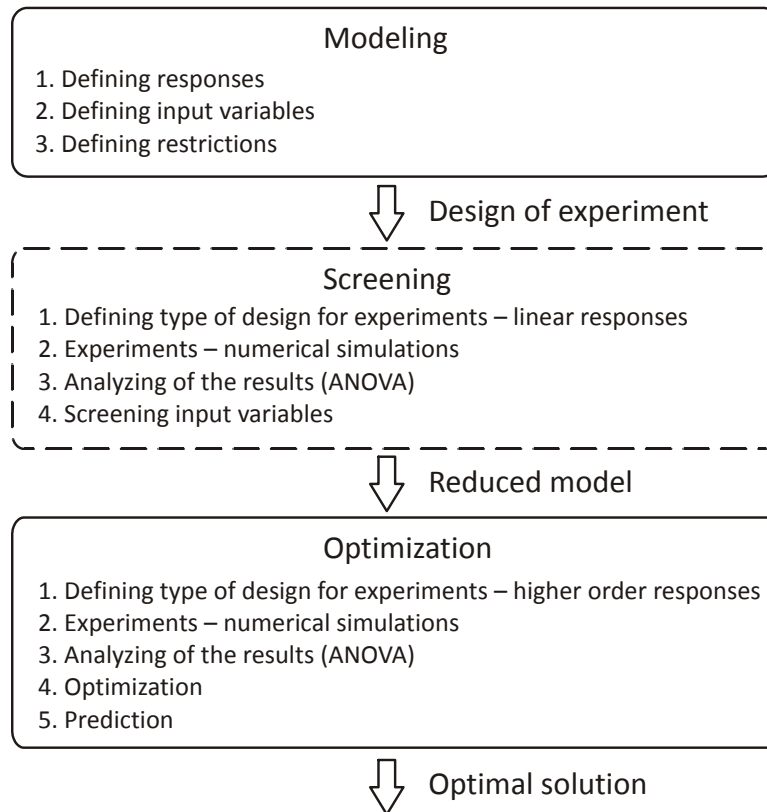 Modeling
1. Defining responses
2. Defining input variables
3. Defining restrictions
Design of experiment
Screening
1. Defining type of design for experiments – linear responses
2. Experiments – numerical simulations
3. Analyzing of the results (ANOVA)
4. Screening input variables
Reduced model
Optimization
1. Defining type of design for experiments – higher order responses
2. Experiments – numerical simulations
3. Analyzing of the results (ANOVA)
4. Optimization
5. Prediction
Optimal solution